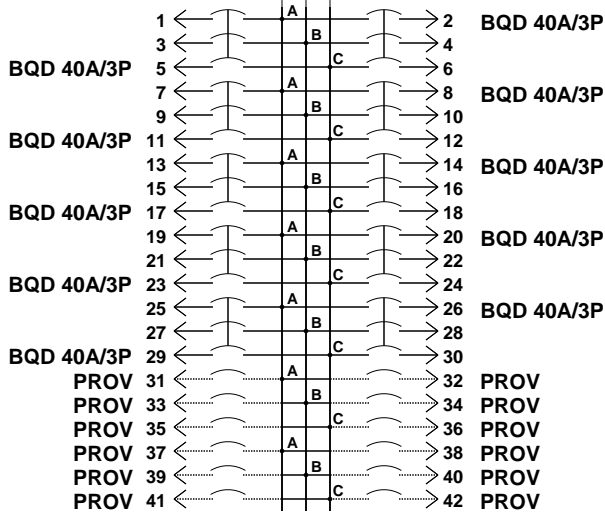 1 A 2 BQD 40A/3P
3 B 4
BQD 40A/3P 5 C 6
7 A 8 BQD 40A/3P
9 B 10
BQD 40A/3P 11 C 12
13 A 14 BQD 40A/3P
15 B 16
BQD 40A/3P 17 C 18
19 A 20 BQD 40A/3P
21 B 22
BQD 40A/3P 23 C 24
25 A 26 BQD 40A/3P
27 B 28
BQD 40A/3P 29 C 30
PROV 31 A 32 PROV
PROV 33 B 34 PROV
PROV 35 C 36 PROV
PROV 37 A 38 PROV
PROV 39 B 40 PROV
PROV 41 C 42 PROV